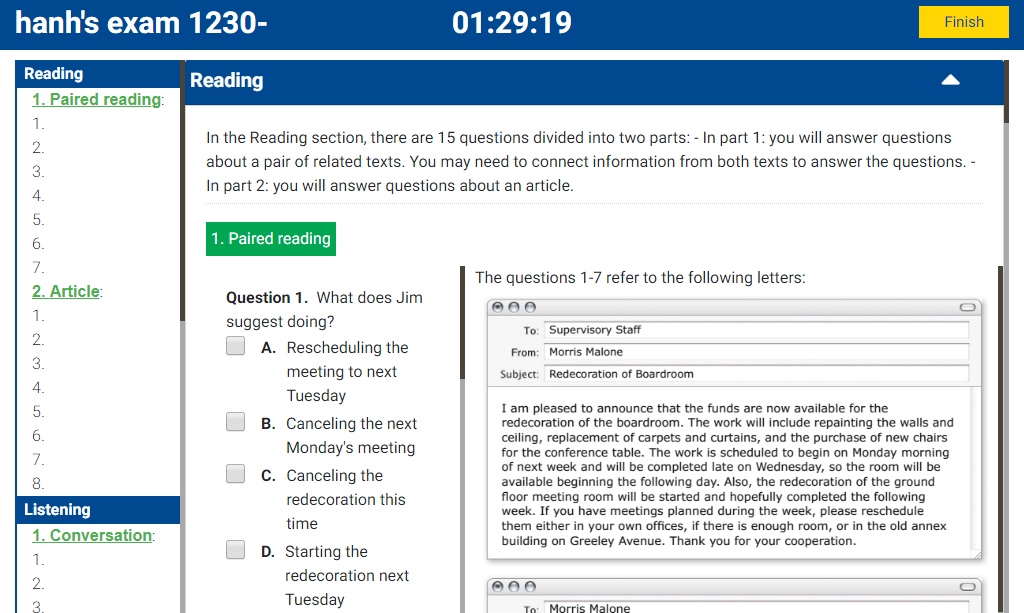 hanh's exam 1230-
01:29:19
Finish
Reading
1. Paired reading:
1.
2.
3.
4.
5.
6.
7.
2. Article:
1.
2.
3.
4.
5.
6.
7.
8.
Listening
1. Conversation:
1.
2.
3.
Reading
In the Reading section, there are 15 questions divided into two parts: - In part 1: you will answer questions
about a pair of related texts. You may need to connect information from both texts to answer the questions. -
In part 2: you will answer questions about an article.
1. Paired reading
Question 1. What does Jim
suggest doing?
A. Rescheduling the
meeting to next
Tuesday
B. Canceling the next
Monday's meeting
C. Canceling the
redecoration this
time
D. Starting the
redecoration next
Tuesday
The questions 1-7 refer to the following letters:
To: Supervisory Staff
From: Morris Malone
Subject: Redecoration of Boardroom
I am pleased to announce that the funds are now available for the
redecoration of the boardroom. The work will include repainting the walls and
ceiling, replacement of carpets and curtains, and the purchase of new chairs
for the conference table. The work is scheduled to begin on Monday morning
of next week and will be completed late on Wednesday, so the room will be
available beginning the following day. Also, the redecoration of the ground
floor meeting room will be started and hopefully completed the following
week. If you have meetings planned during the week, please reschedule
them either in your own offices, if there is enough room, or in the old annex
building on Greeley Avenue. Thank you for your cooperation.
To: Morris Malone